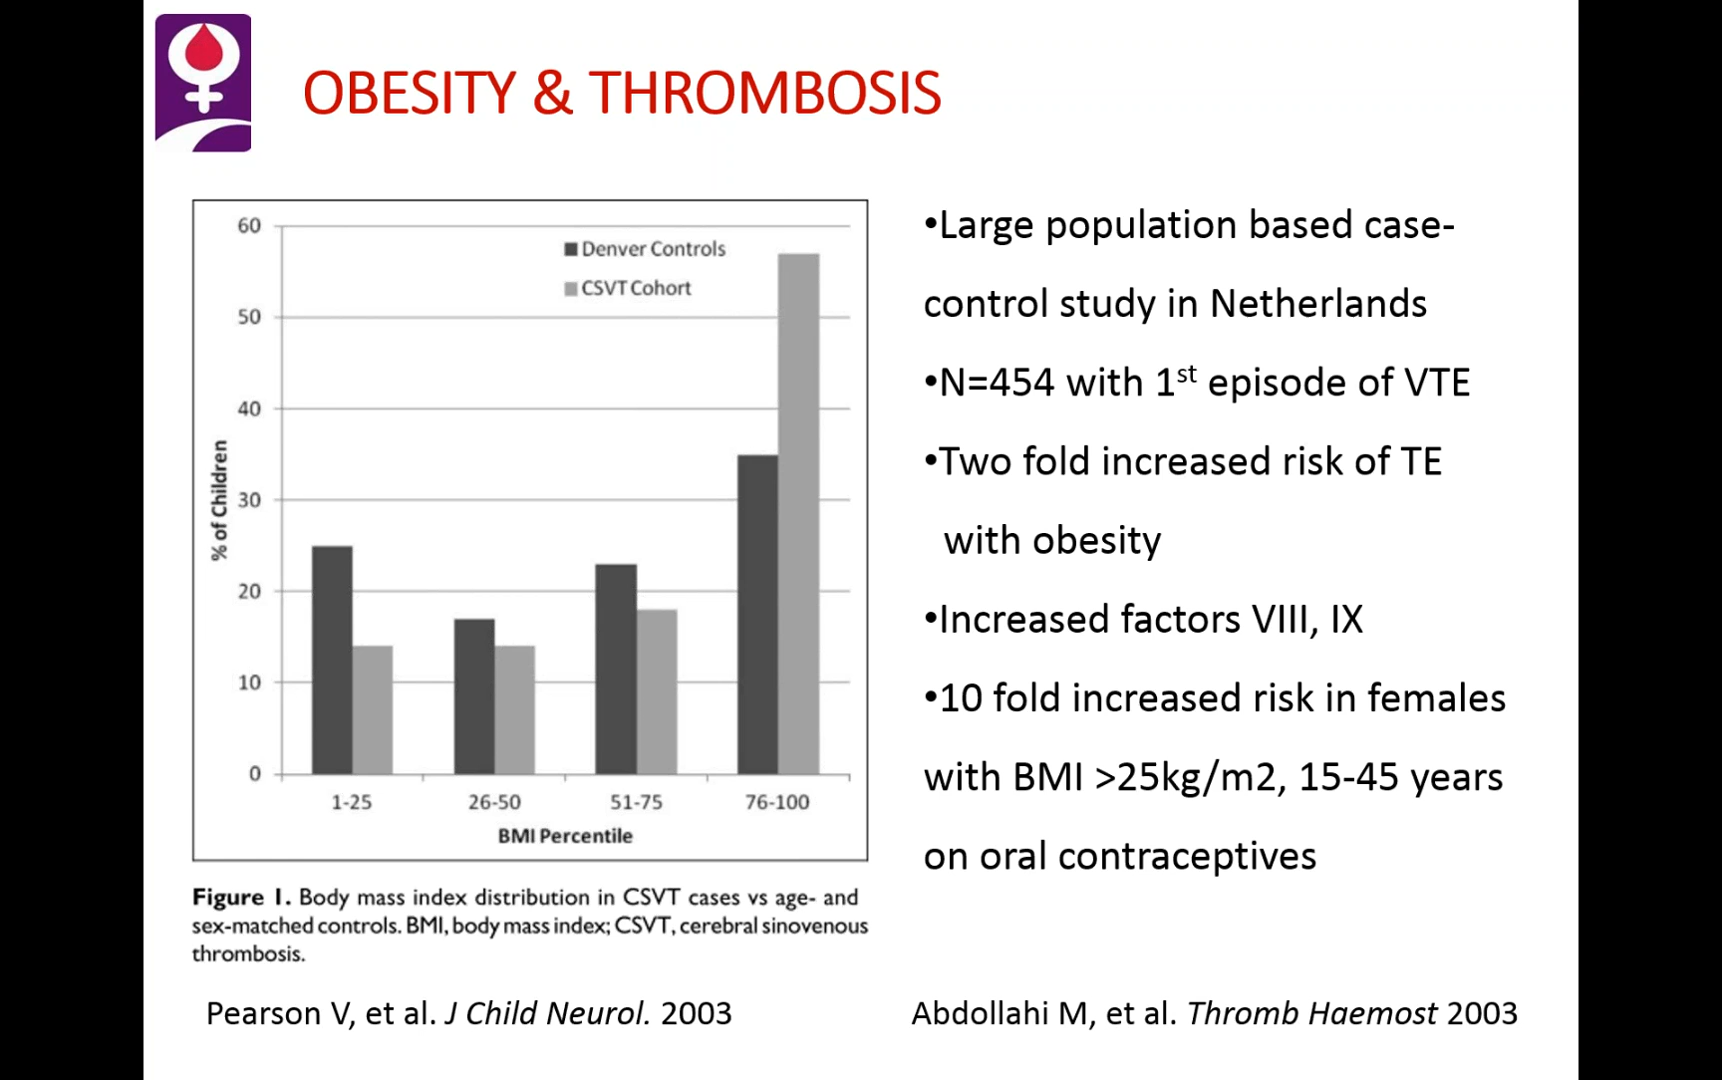 OBESITY & THROMBOSIS
60
50
40
30
20
10
0
% of Children
Denver Controls
CSVT Cohort
1-25 26-50 51-75 76-100
BMI Percentile
Figure 1. Body mass index distribution in CSVT cases vs age- and
sex-matched controls. BMI, body mass index; CSVT, cerebral sinovenous
thrombosis.
Pearson V, et al. J Child Neurol. 2003
•Large population based case-
control study in Netherlands
•N=454 with 1st episode of VTE
•Two fold increased risk of TE
with obesity
•Increased factors VIII, IX
•10 fold increased risk in females
with BMI >25kg/m2, 15-45 years
on oral contraceptives
Abdollahi M, et al. Thromb Haemost 2003